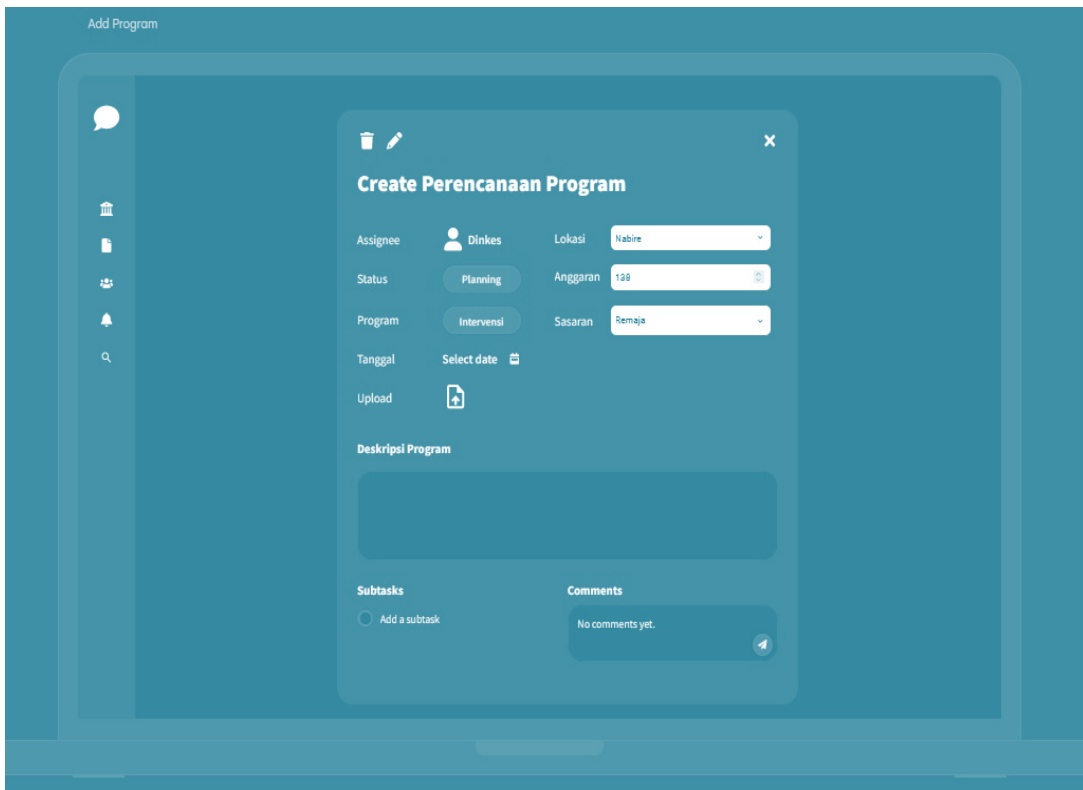 Add Program
Create Perencanaan Program
Assignee Dinkes Lokasi Nabire
Status Planning Anggaran 138
Program Intervensi Sasaran Remaja
Tanggal Select date
Upload
Deskripsi Program
Subtasks Comments
Add a subtask No comments yet.